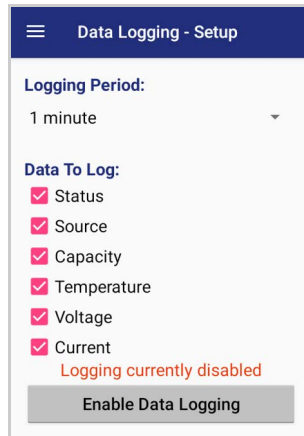 Data Logging - Setup
Logging Period:
1 minute
Data To Log:
Status
Source
Capacity
Temperature
Voltage
Current
Logging currently disabled
Enable Data Logging